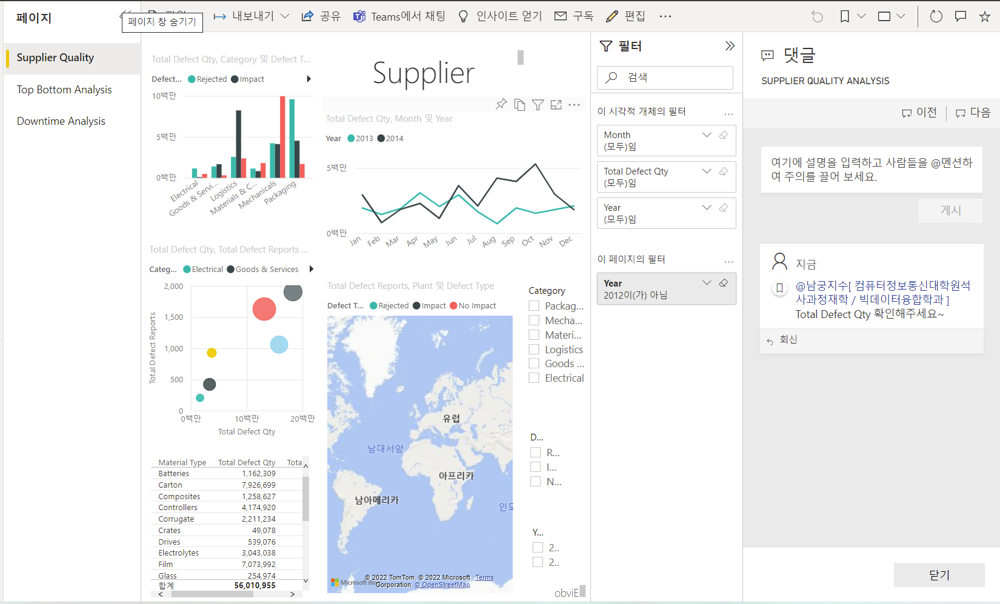 페이지
페이지 창 숨기기
내보내기
공유
Teams에서 채팅
인사이트 얻기
구독
편집
Supplier Quality
Top Bottom Analysis
Downtime Analysis
Total Defect Qty, Category 및 Defect T...
Defect... Rejected Impact
10백만
5백만
0백만
Electrical
Goods & Servi...
Logistics
Materials & C...
Mechanicals
Packaging
Supplier
Total Defect Qty, Month 및 Year
Year 2013 2014
5백만
0백만
Jan Feb Mar Apr May Jun Jul Aug Sep Oct Nov Dec
Total Defect Qty, Total Defect Reports ...
Categ... Electrical Goods & Services
Total Defect Reports
2,000
1,500
1,000
500
0
0백만 10백만 20백만
Total Defect Qty
Material Type Total Defect Qty Tota
Batteries 1,162,309
Carton 7,926,699
Composites 1,258,627
Controllers 4,174,920
Corrugate 2,211,234
Crates 49,078
Drives 539,076
Electrolytes 3,043,038
Film 7,073,992
Glass 254,974
합계 56,010,955
Total Defect Reports, Plant 및 Defect Type
Defect T... Rejected Impact No Impact
유럽
남대서양
아프리카
남아메리카
인도
Microsoft Bing
© 2022 TomTom, © 2022 Microsoft Terms
Corporation, © OpenStreetMap
Category
Packag...
Mecha...
Materi...
Logistics
Goods ...
Electrical
D...
R...
I...
N...
Y...
2..
2..
obviE
필터
검색
이 시각적 개체의 필터 ...
Month
(모두)임
Total Defect Qty
(모두)임
Year
(모두)임
이 페이지의 필터 ...
Year
2012이(가) 아님
댓글
SUPPLIER QUALITY ANALYSIS
이전 다음
여기에 설명을 입력하고 사람들을 @멘션하
여 주의를 끌어 보세요.
게시
지금
@남궁지수[ 컴퓨터정보통신대학원석
사과정재학 / 빅데이터융합학과 ]
Total Defect Qty 확인해주세요~
회신
닫기